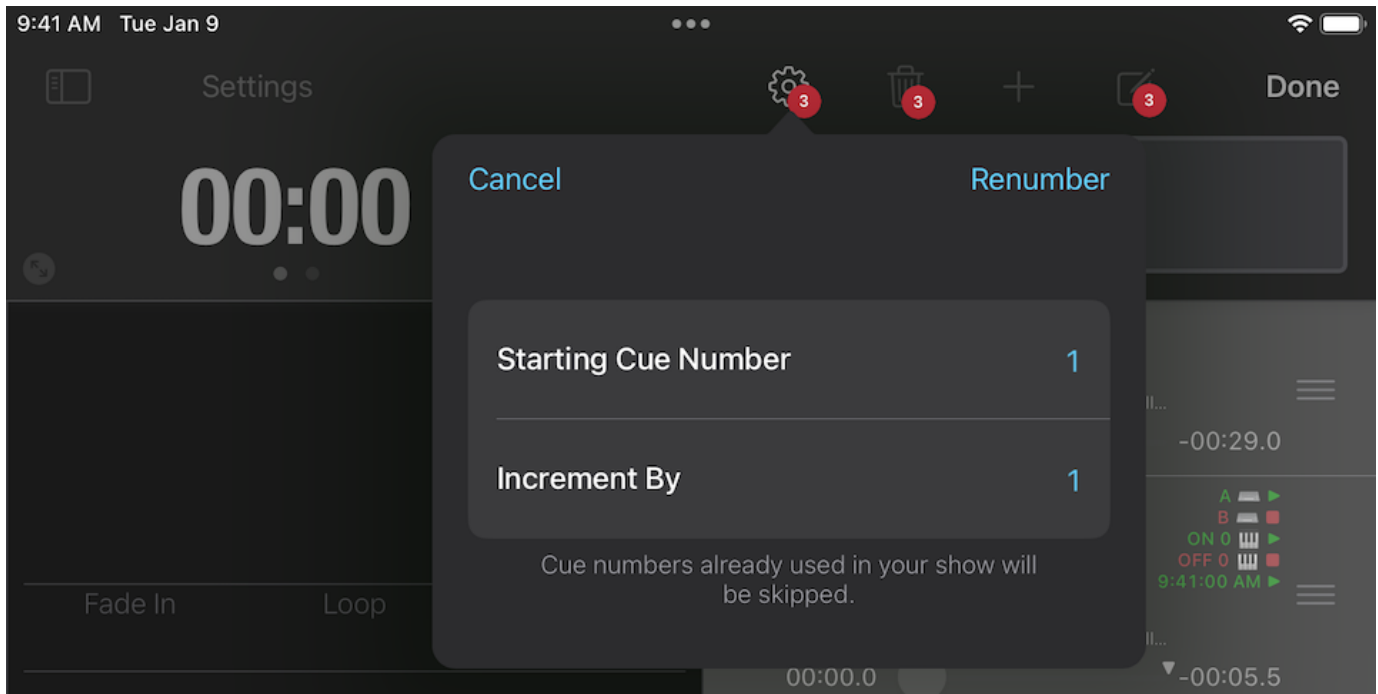 9:41 AM Tue Jan 9
Settings
3
3
3
Done
00:00
Cancel
Renumber
Starting Cue Number
1
Increment By
1
Cue numbers already used in your show will
be skipped.
-00:29.0
A
B
ON 0
OFF 0
9:41:00 AM
Fade In
Loop
00:00.0
-00:05.5